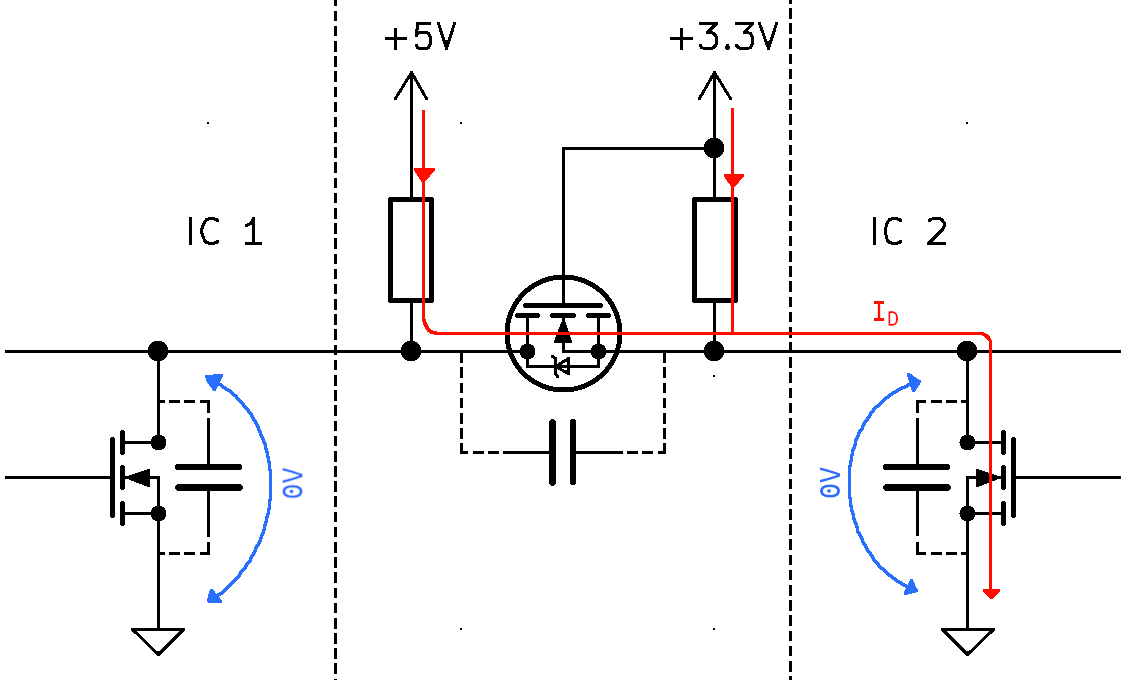 +5V
+3.3V
IC 1
IC 2
I_D
0V
0V